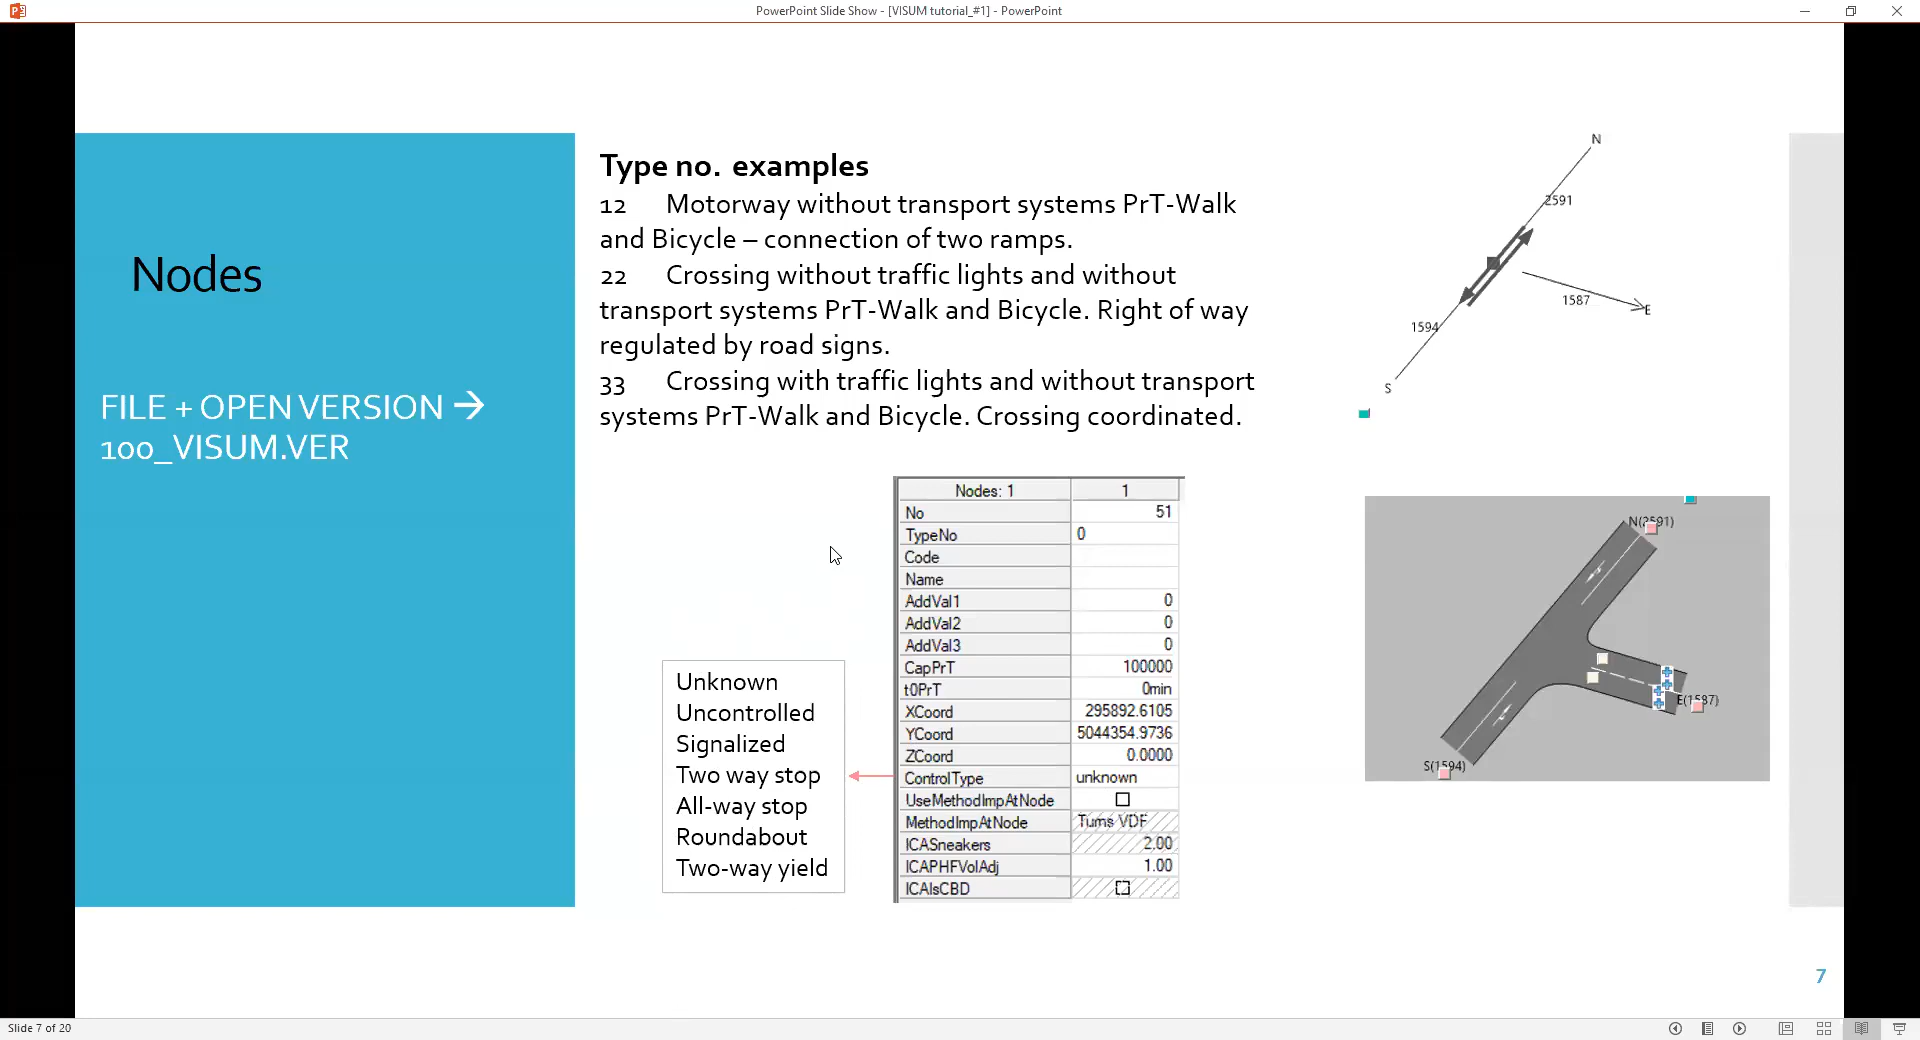 PowerPoint Slide Show - [VISUM tutorial_#1] - PowerPoint
Nodes
FILE + OPEN VERSION →
100_VISUM.VER
Type no. examples
12 Motorway without transport systems PrT-Walk
and Bicycle – connection of two ramps.
22 Crossing without traffic lights and without
transport systems PrT-Walk and Bicycle. Right of way
regulated by road signs.
33 Crossing with traffic lights and without transport
systems PrT-Walk and Bicycle. Crossing coordinated.
N
2591
1587
E
1594
S
Nodes: 1 1
No 51
TypeNo 0
Code
Name
AddVal1 0
AddVal2 0
AddVal3 0
CapPrT 100000
t0PrT 0min
XCoord 295892.6105
YCoord 5044354.9736
ZCoord 0.0000
ControlType unknown
UseMethodImpAtNode
MethodImpAtNode Turns VDF
ICASneakers 2.00
ICAPHFVolAdj 1.00
ICAIsCBD
Unknown
Uncontrolled
Signalized
Two way stop
All-way stop
Roundabout
Two-way yield
N(2591)
E(1587)
S(1594)
7
Slide 7 of 20